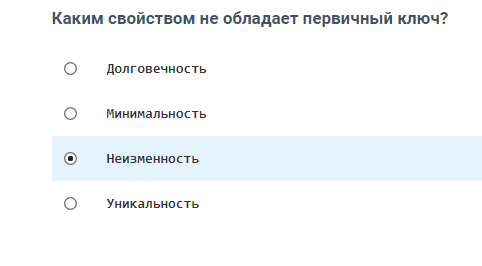 Каким свойством не обладает первичный ключ?
Долговечность
Минимальность
Неизменность
Уникальность